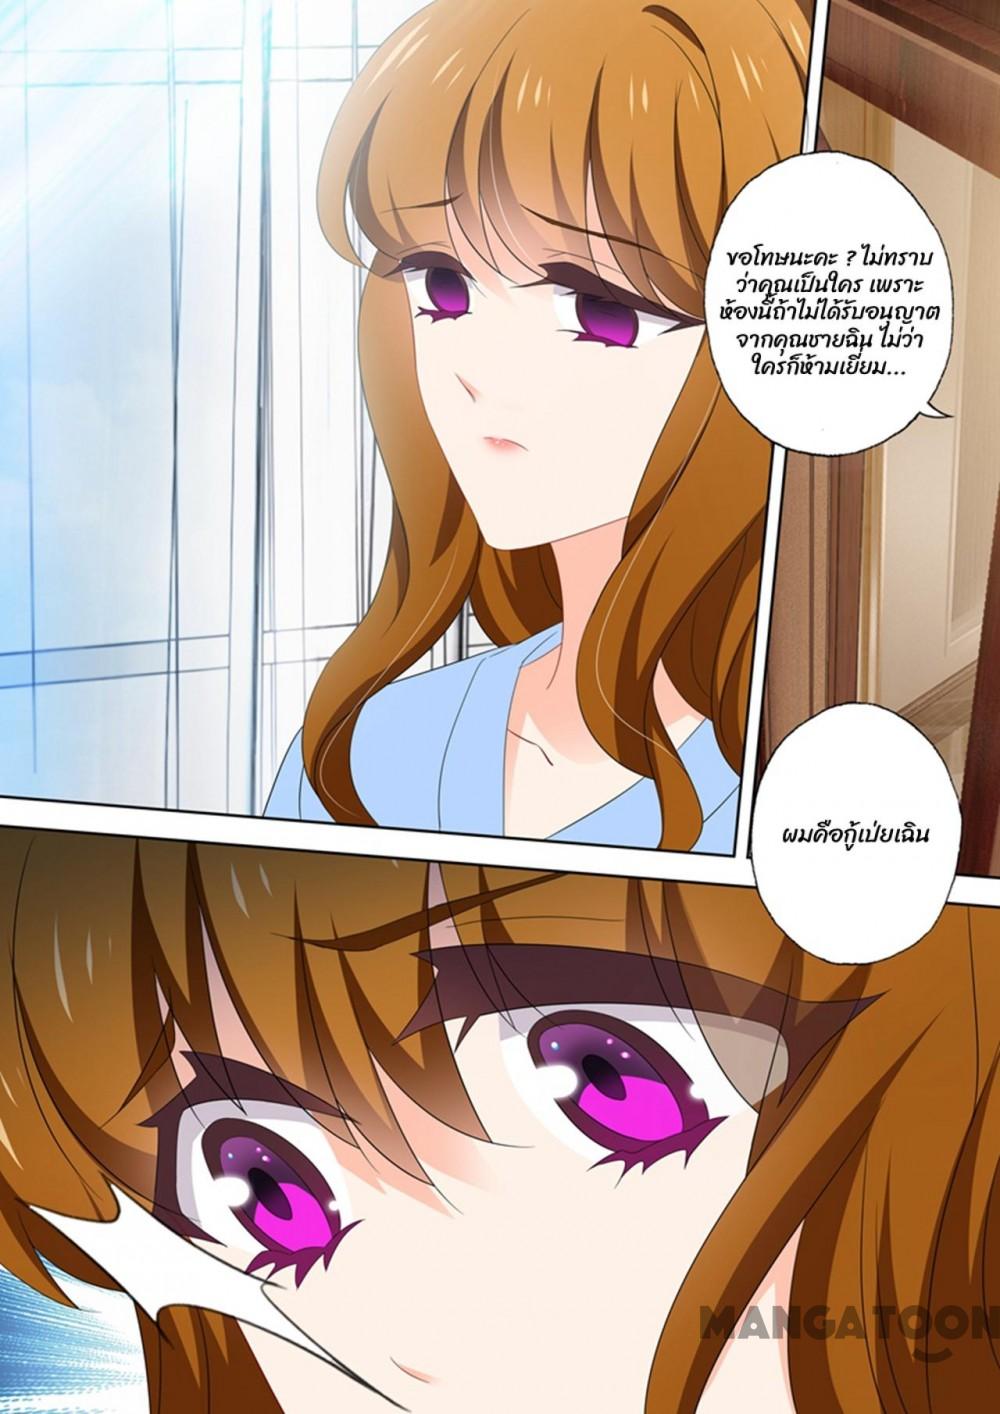 ขอโทษนะคะ ? ไม่ทราบ
ว่าคุณเป็นใคร เพราะ
ห้องนี้ถ้าไม่ได้รับอนุญาต
จากคุณชายฉิน ไม่ว่า
ใครก็ห้ามเยี่ยม...
ผมคือกู้เป่ยเฉิน
MANGATOON